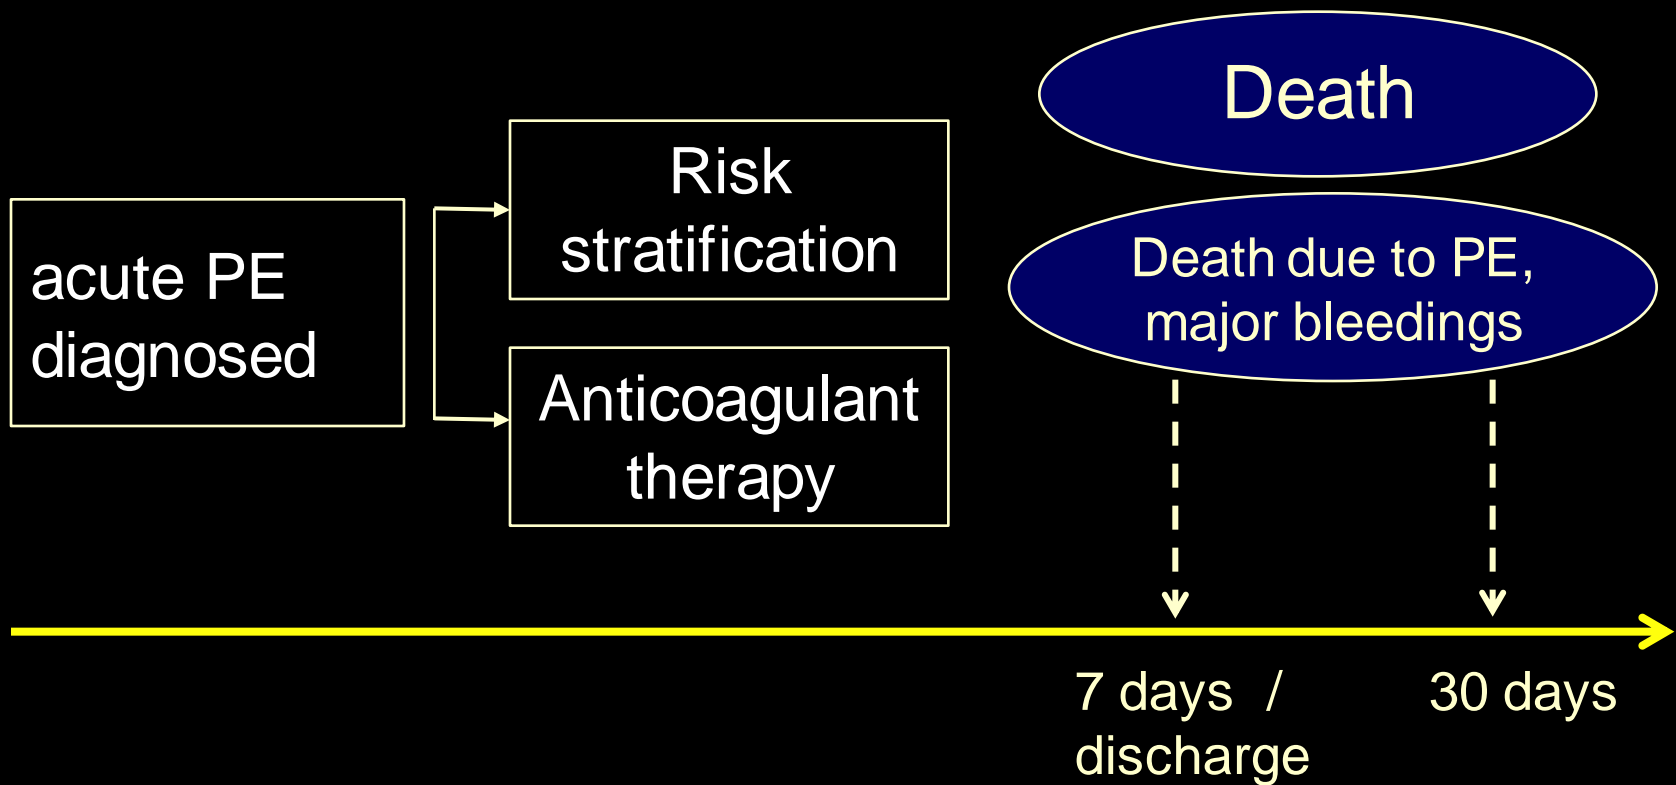 acute PE
diagnosed
Risk
stratification
Anticoagulant
therapy
Death
Death due to PE,
major bleedings
7 days /
discharge
30 days